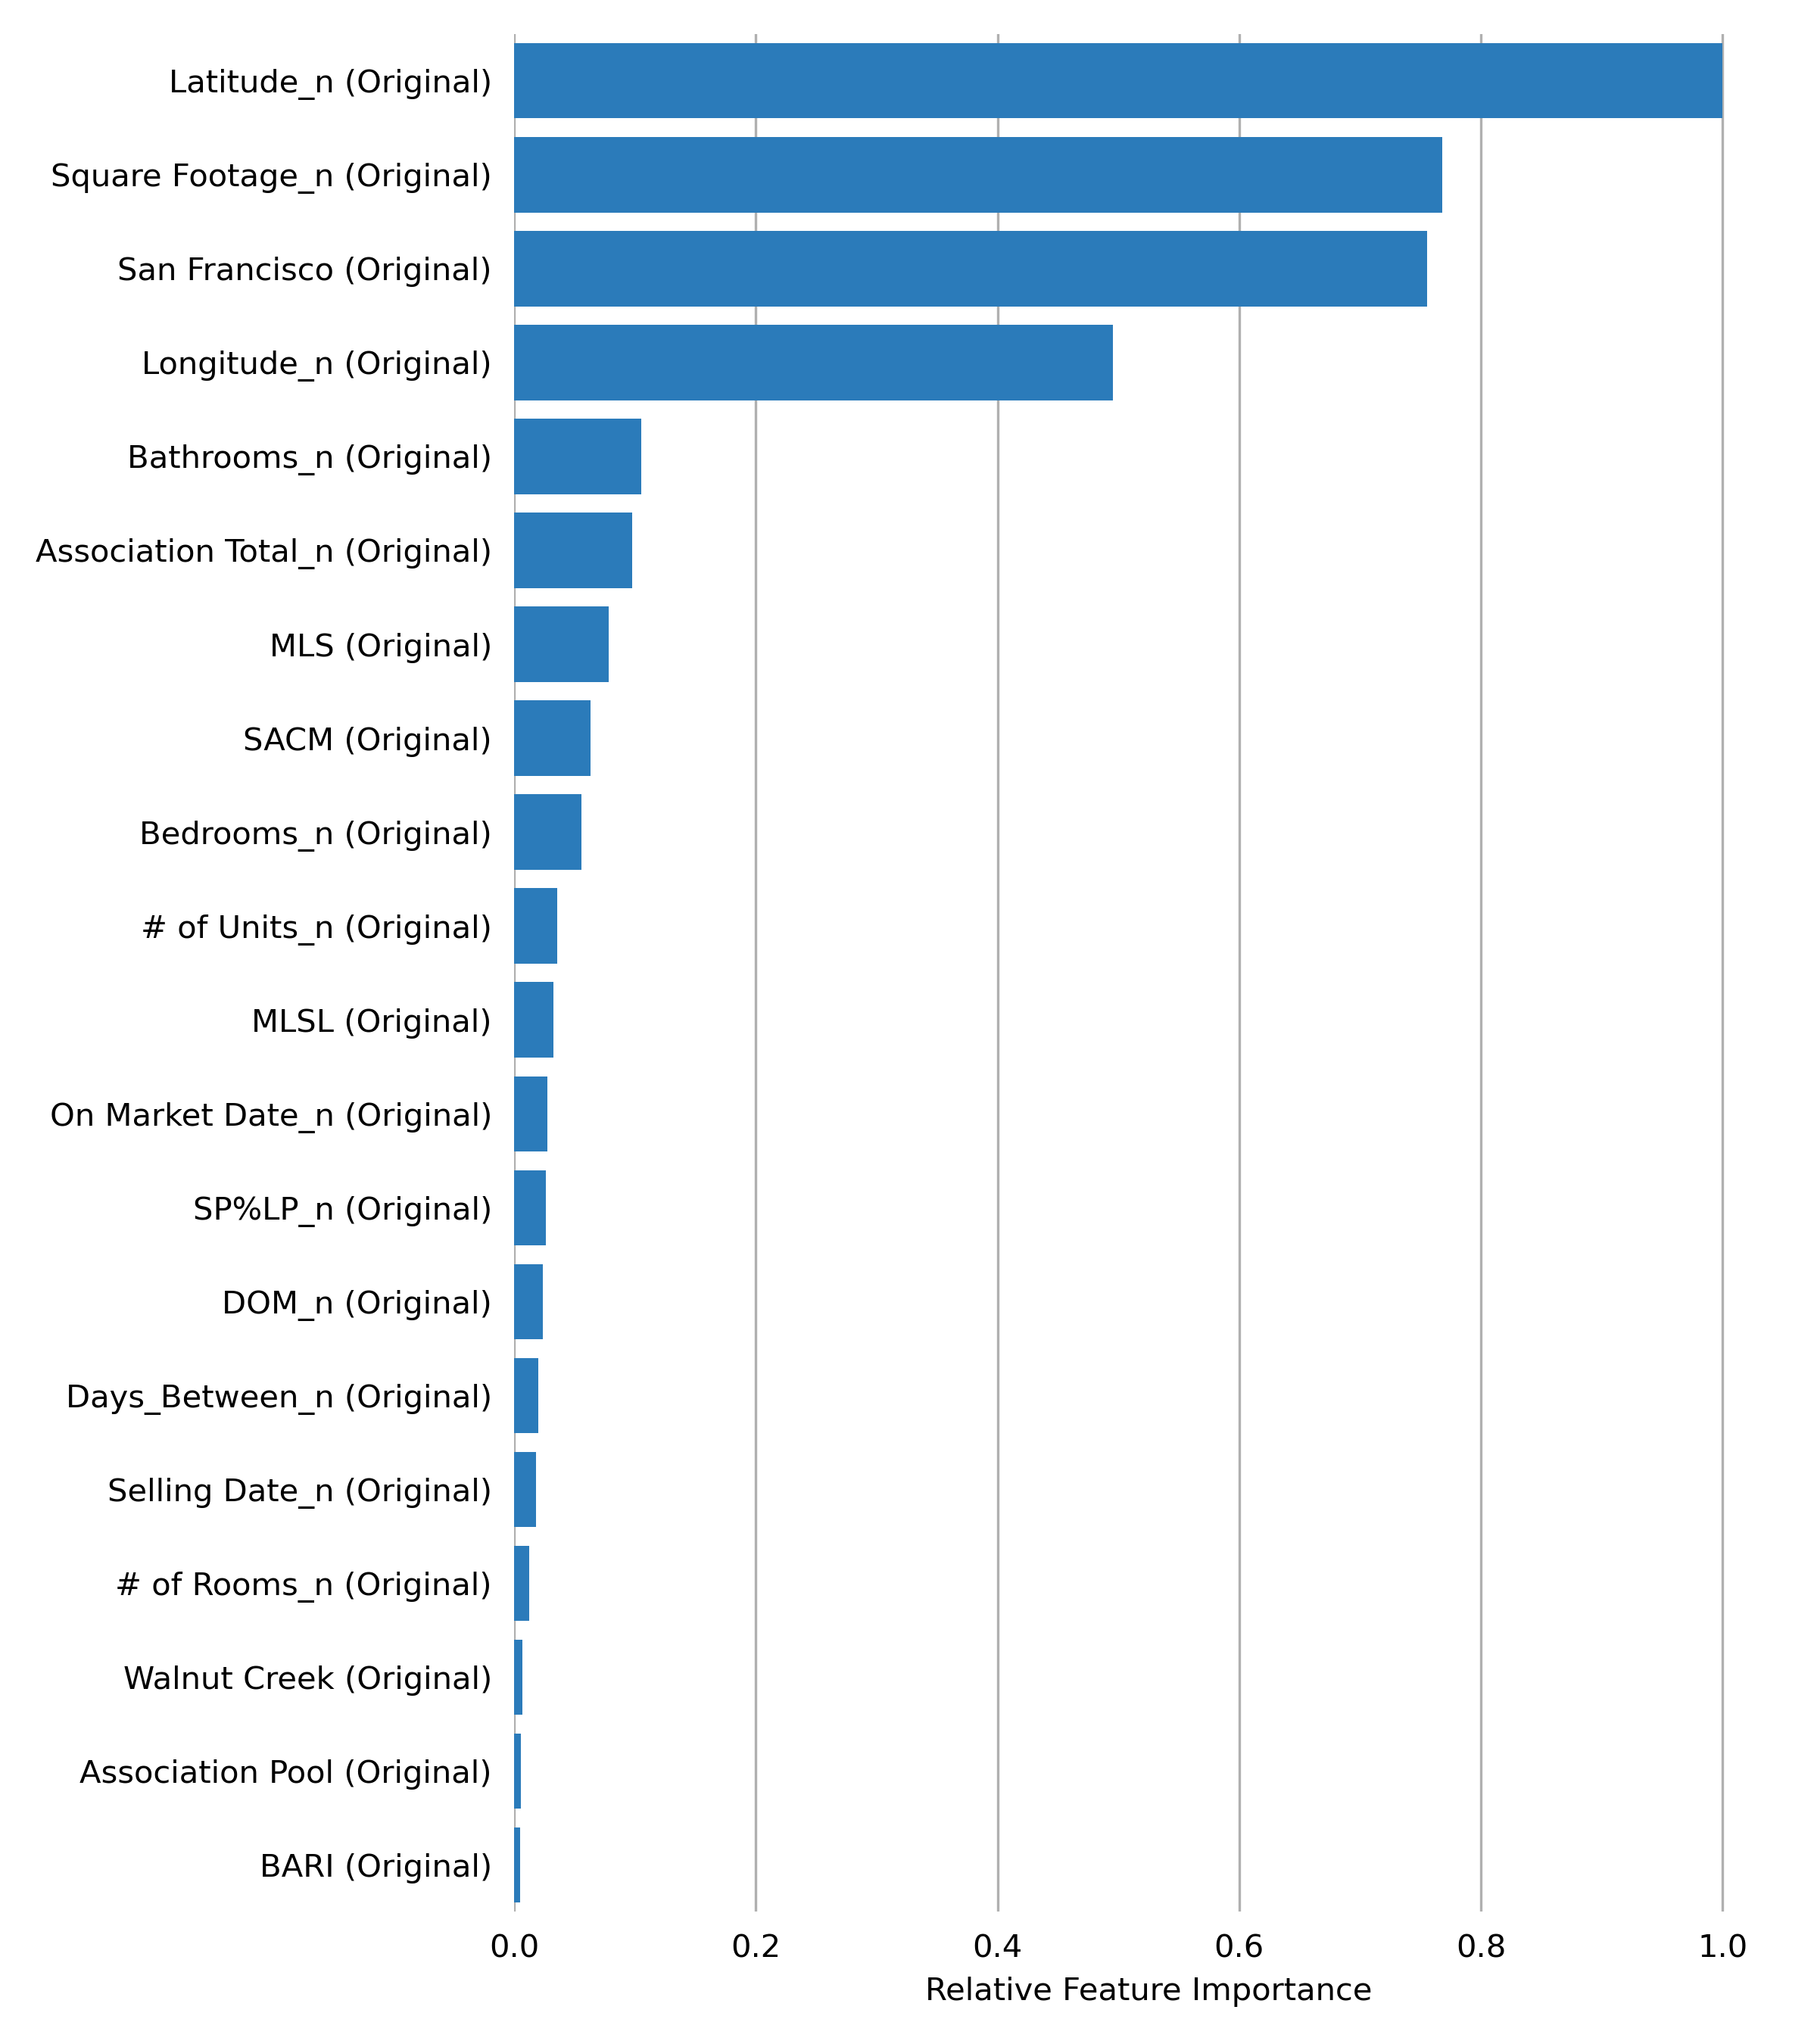 Latitude_n (Original)
Square Footage_n (Original)
San Francisco (Original)
Longitude_n (Original)
Bathrooms_n (Original)
Association Total_n (Original)
MLS (Original)
SACM (Original)
Bedrooms_n (Original)
# of Units_n (Original)
MLSL (Original)
On Market Date_n (Original)
SP%LP_n (Original)
DOM_n (Original)
Days_Between_n (Original)
Selling Date_n (Original)
# of Rooms_n (Original)
Walnut Creek (Original)
Association Pool (Original)
BARI (Original)
0.0 0.2 0.4 0.6 0.8 1.0
Relative Feature Importance